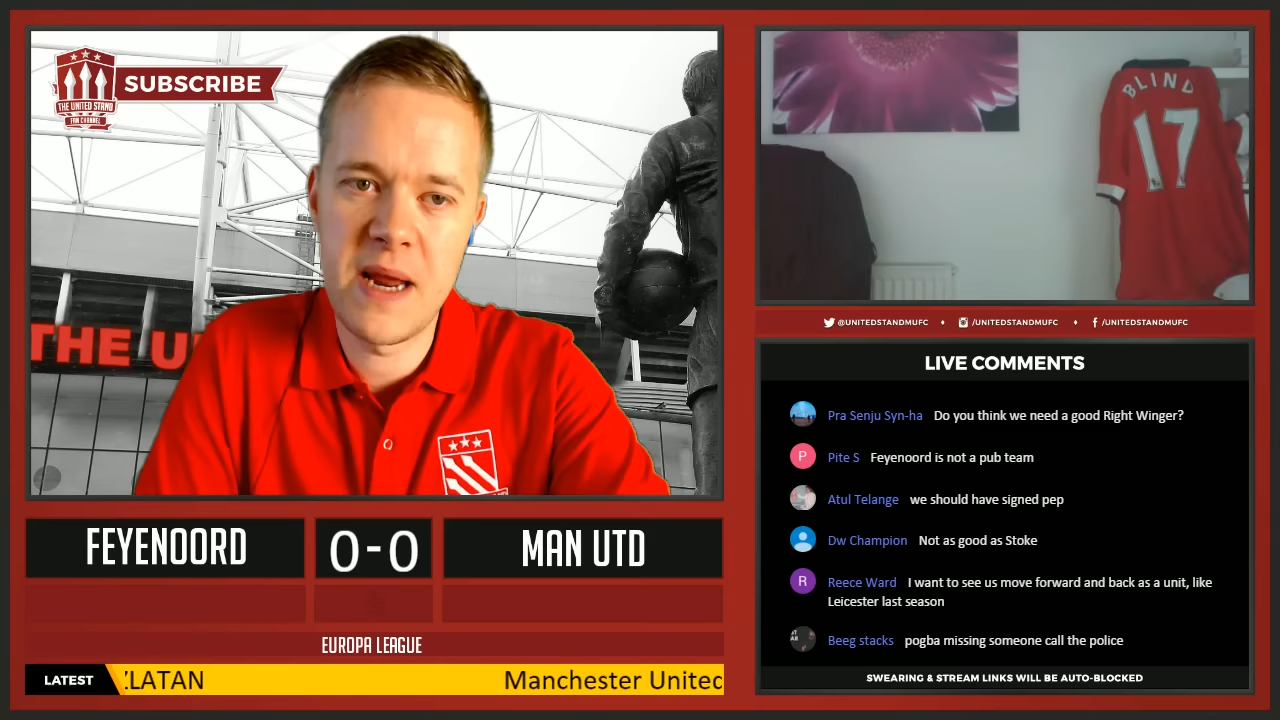 THE UNITED STAND
FAN CHANNEL
SUBSCRIBE
THE U
BLIND
17
@UNITEDSTANDMUFC
/UNITEDSTANDMUFC
/UNITEDSTANDMUFC
LIVE COMMENTS
Pra Senju Syn-ha Do you think we need a good Right Winger?
P
Pite S Feyenoord is not a pub team
Atul Telange we should have signed pep
Dw Champion Not as good as Stoke
R
Reece Ward I want to see us move forward and back as a unit, like
Leicester last season
Beeg stacks pogba missing someone call the police
SWEARING & STREAM LINKS WILL BE AUTO-BLOCKED
FEYENOORD
0-0
MAN UTD
EUROPA LEAGUE
LATEST
ZLATAN
Manchester United